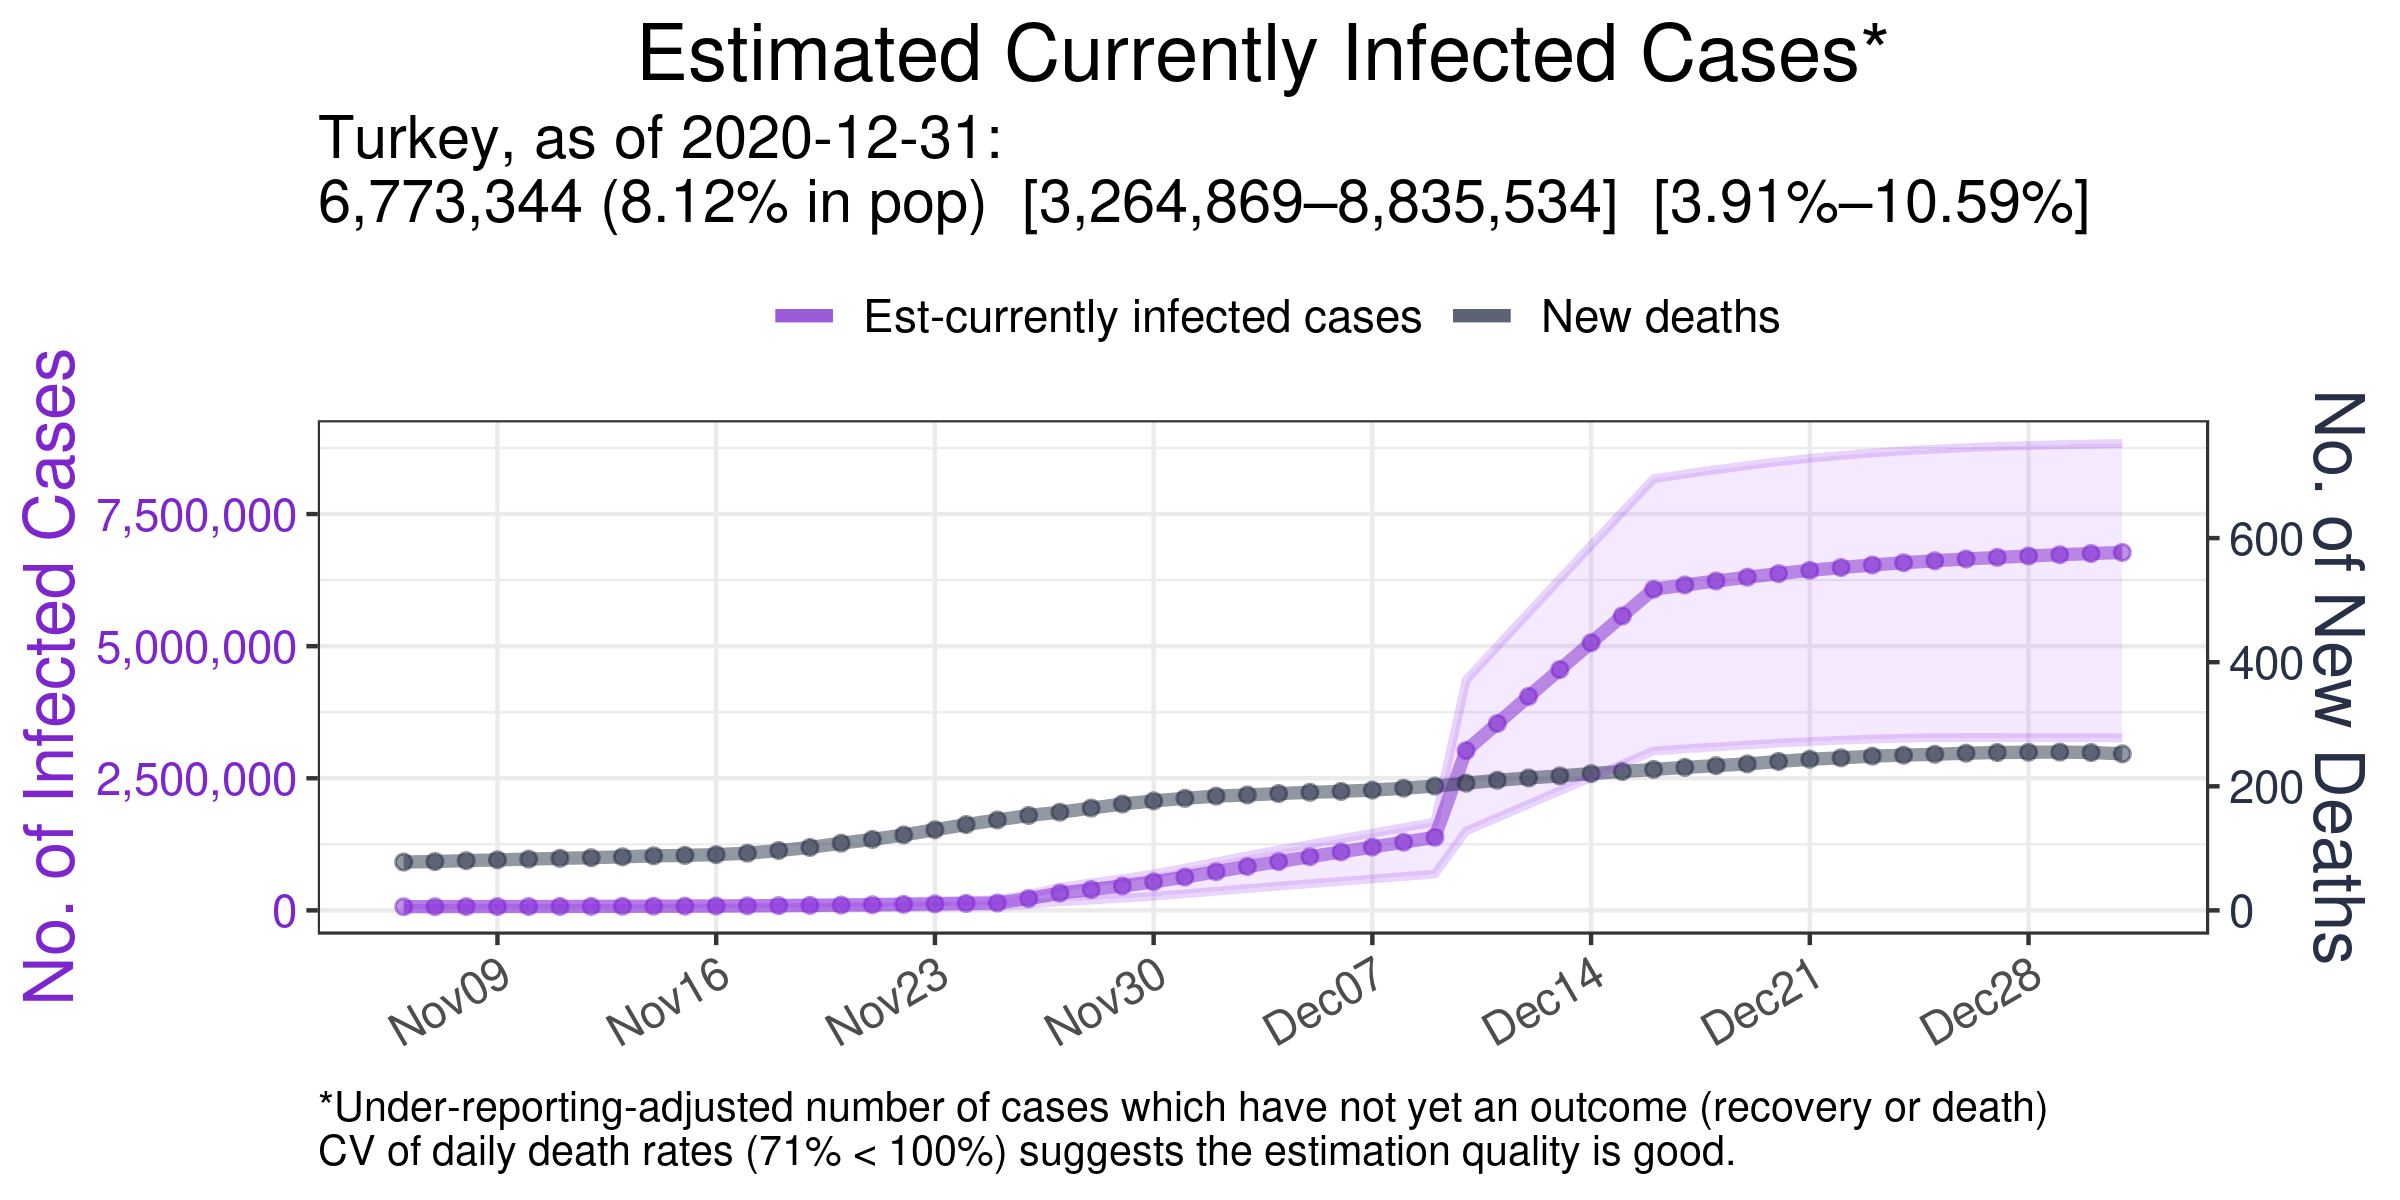 Estimated Currently Infected Cases*
Turkey, as of 2020-12-31:
6,773,344 (8.12% in pop)  [3,264,869–8,835,534]  [3.91%–10.59%]
Est-currently infected cases
New deaths
No. of Infected Cases
7,500,000
5,000,000
2,500,000
0
No. of New Deaths
600
400
200
0
Nov09
Nov16
Nov23
Nov30
Dec07
Dec14
Dec21
Dec28
*Under-reporting-adjusted number of cases which have not yet an outcome (recovery or death)
CV of daily death rates (71% < 100%) suggests the estimation quality is good.